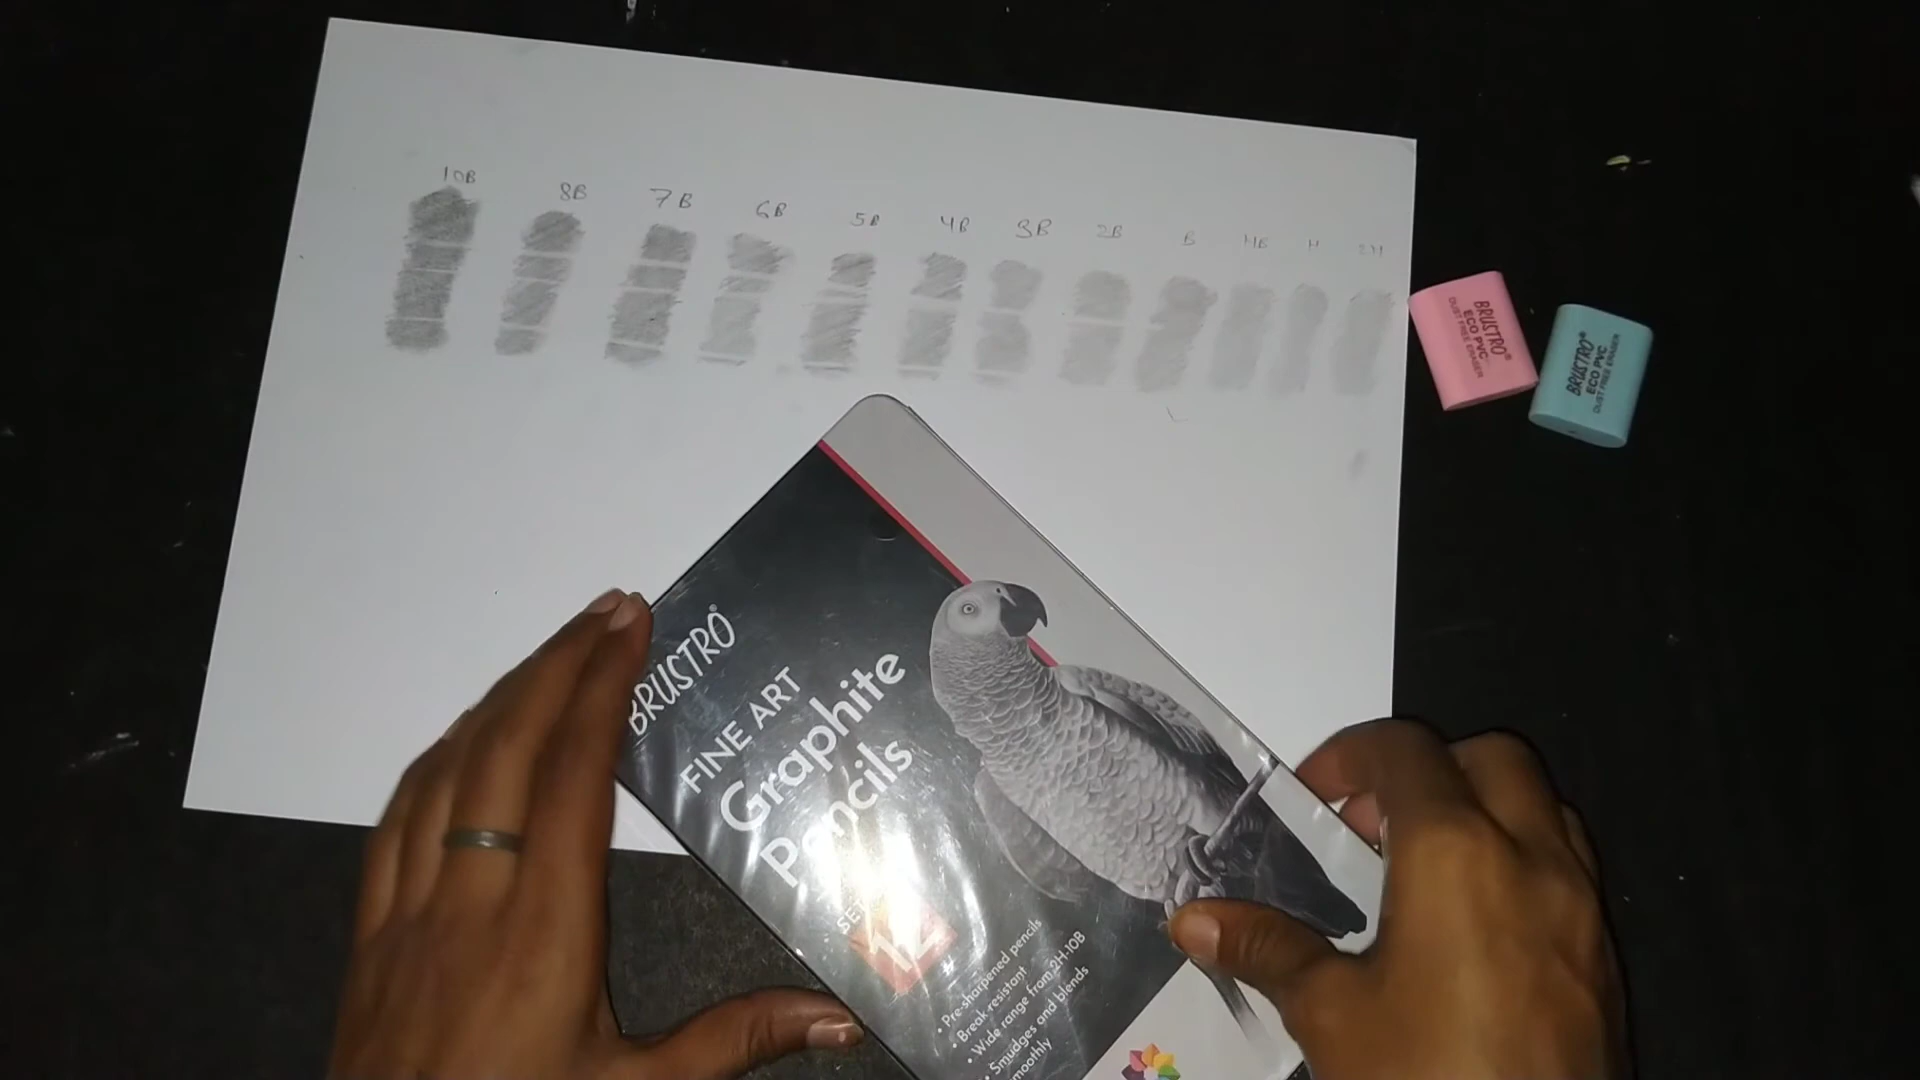 10B 8B 7B 6B 5B 4B 3B 2B B HB H 2H
BRUSTRO®
ECO PVC
DUST FREE ERASER
BRUSTRO®
ECO PVC
DUST FREE ERASER
BRUSTRO®
FINE ART
Graphite
Pencils
SET
12
• Pre-sharpened pencils
• Break resistant
• Wide range from 2H-10B
• Smudges and blends
smoothly